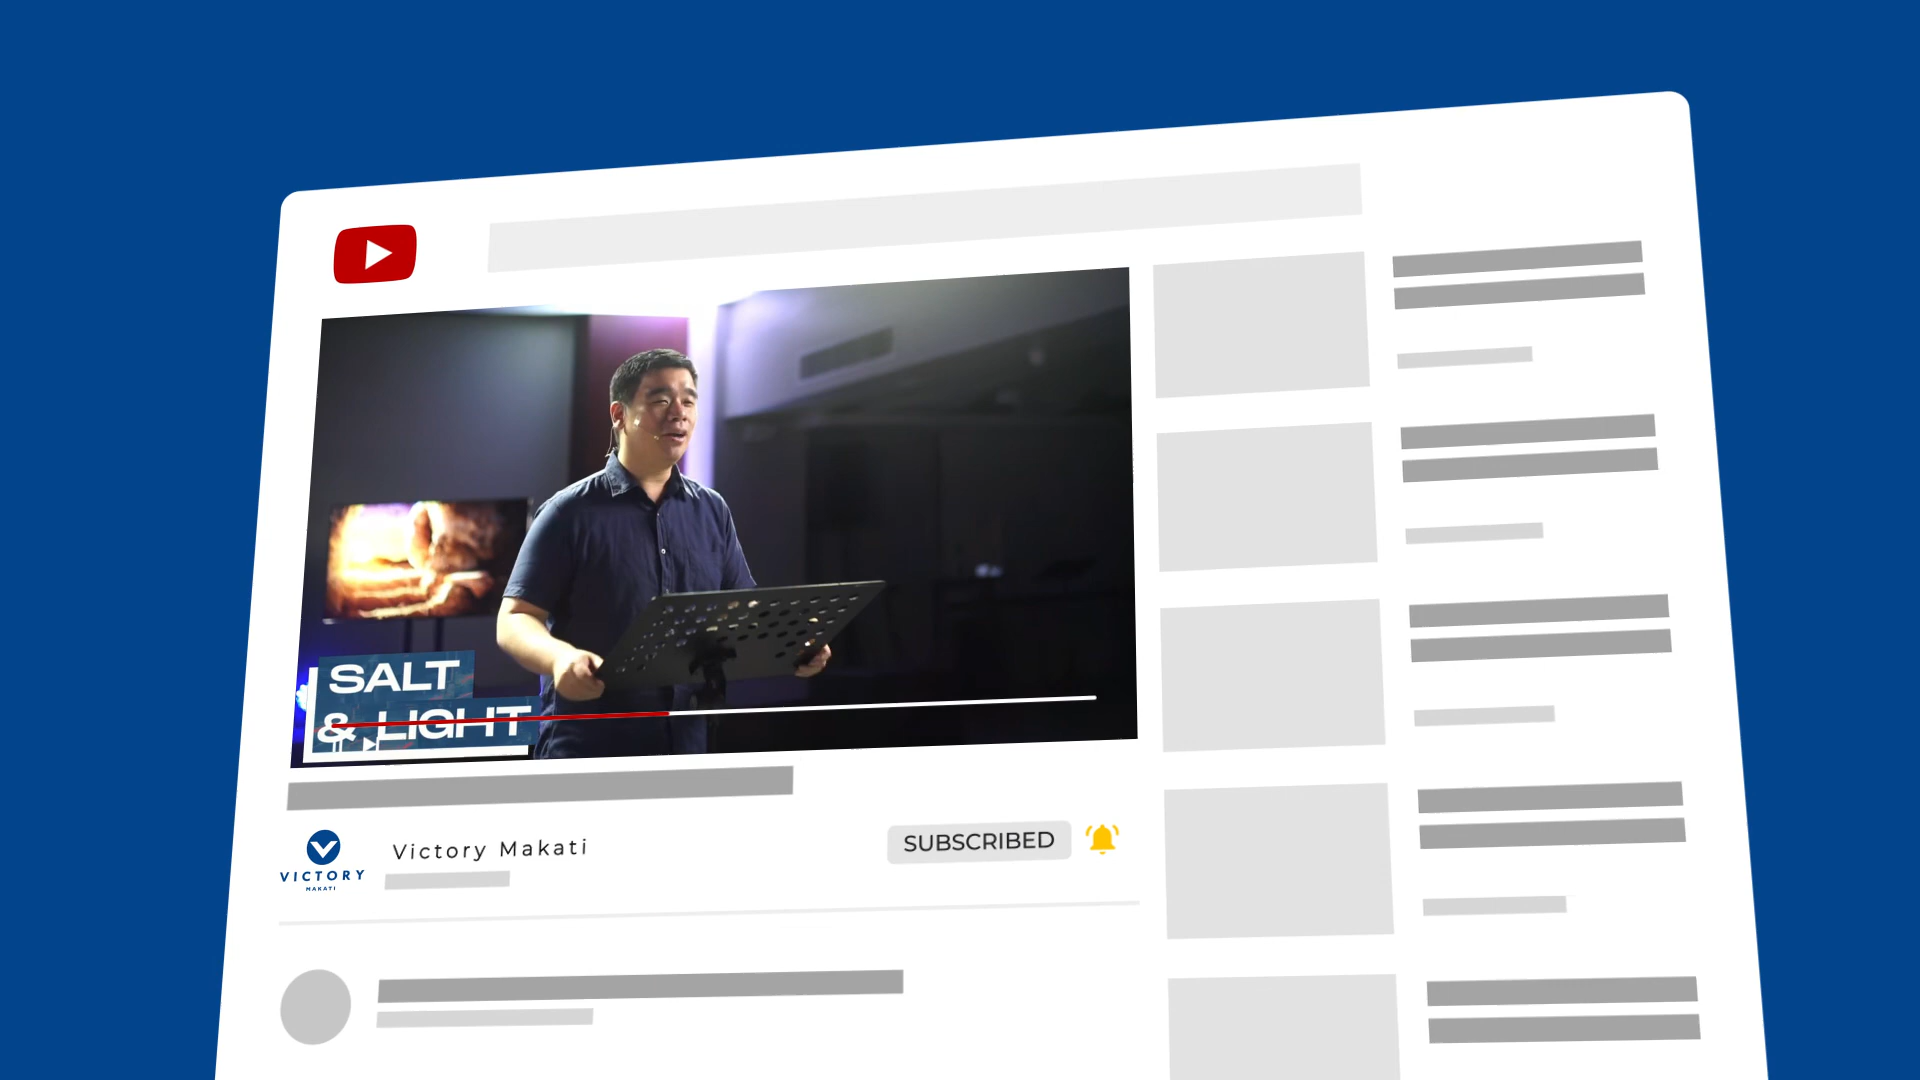 SALT
& LIGHT
Victory Makati
VICTORY
MAKATI
SUBSCRIBED